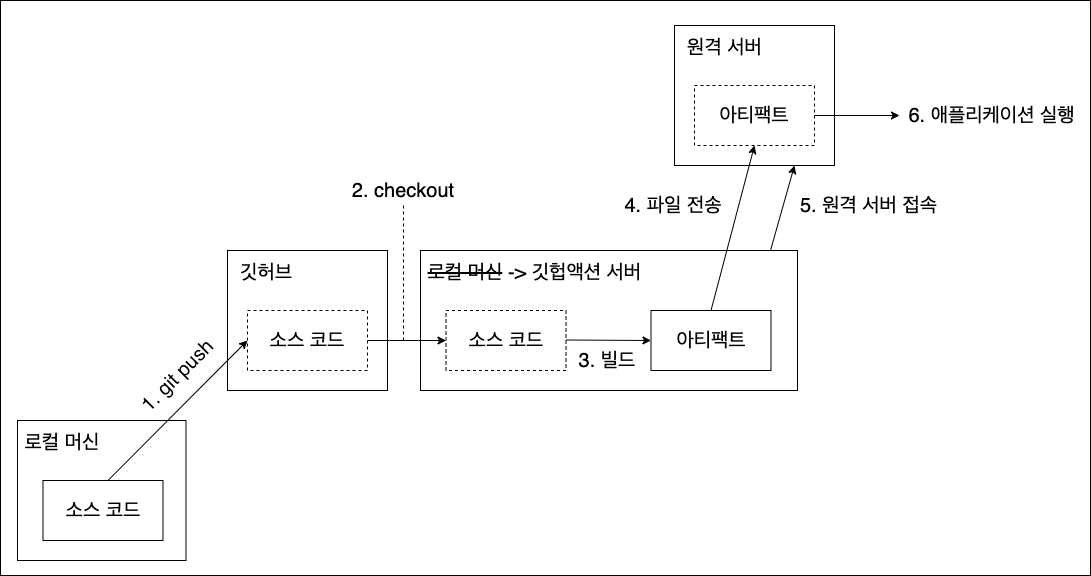 원격 서버
아티팩트
6. 애플리케이션 실행
2. checkout
4. 파일 전송
5. 원격 서버 접속
깃허브
로컬 머신 -> 깃헙액션 서버
소스 코드
소스 코드
3. 빌드
아티팩트
1. git push
로컬 머신
소스 코드